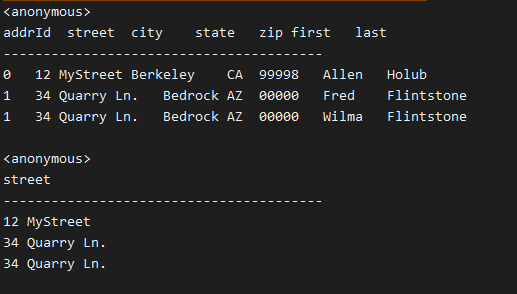 <anonymous>
addrId  street  city    state   zip first   last
----------------------------------------
0   12 MyStreet Berkeley    CA  99998   Allen   Holub
1   34 Quarry Ln.   Bedrock AZ  00000   Fred    Flintstone
1   34 Quarry Ln.   Bedrock AZ  00000   Wilma   Flintstone
<anonymous>
street
----------------------------------------
12 MyStreet
34 Quarry Ln.
34 Quarry Ln.